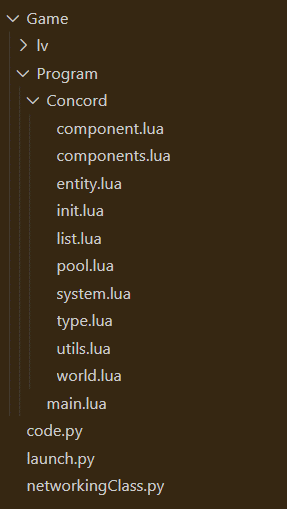 Game
lv
Program
Concord
component.lua
components.lua
entity.lua
init.lua
list.lua
pool.lua
system.lua
type.lua
utils.lua
world.lua
main.lua
code.py
launch.py
networkingClass.py